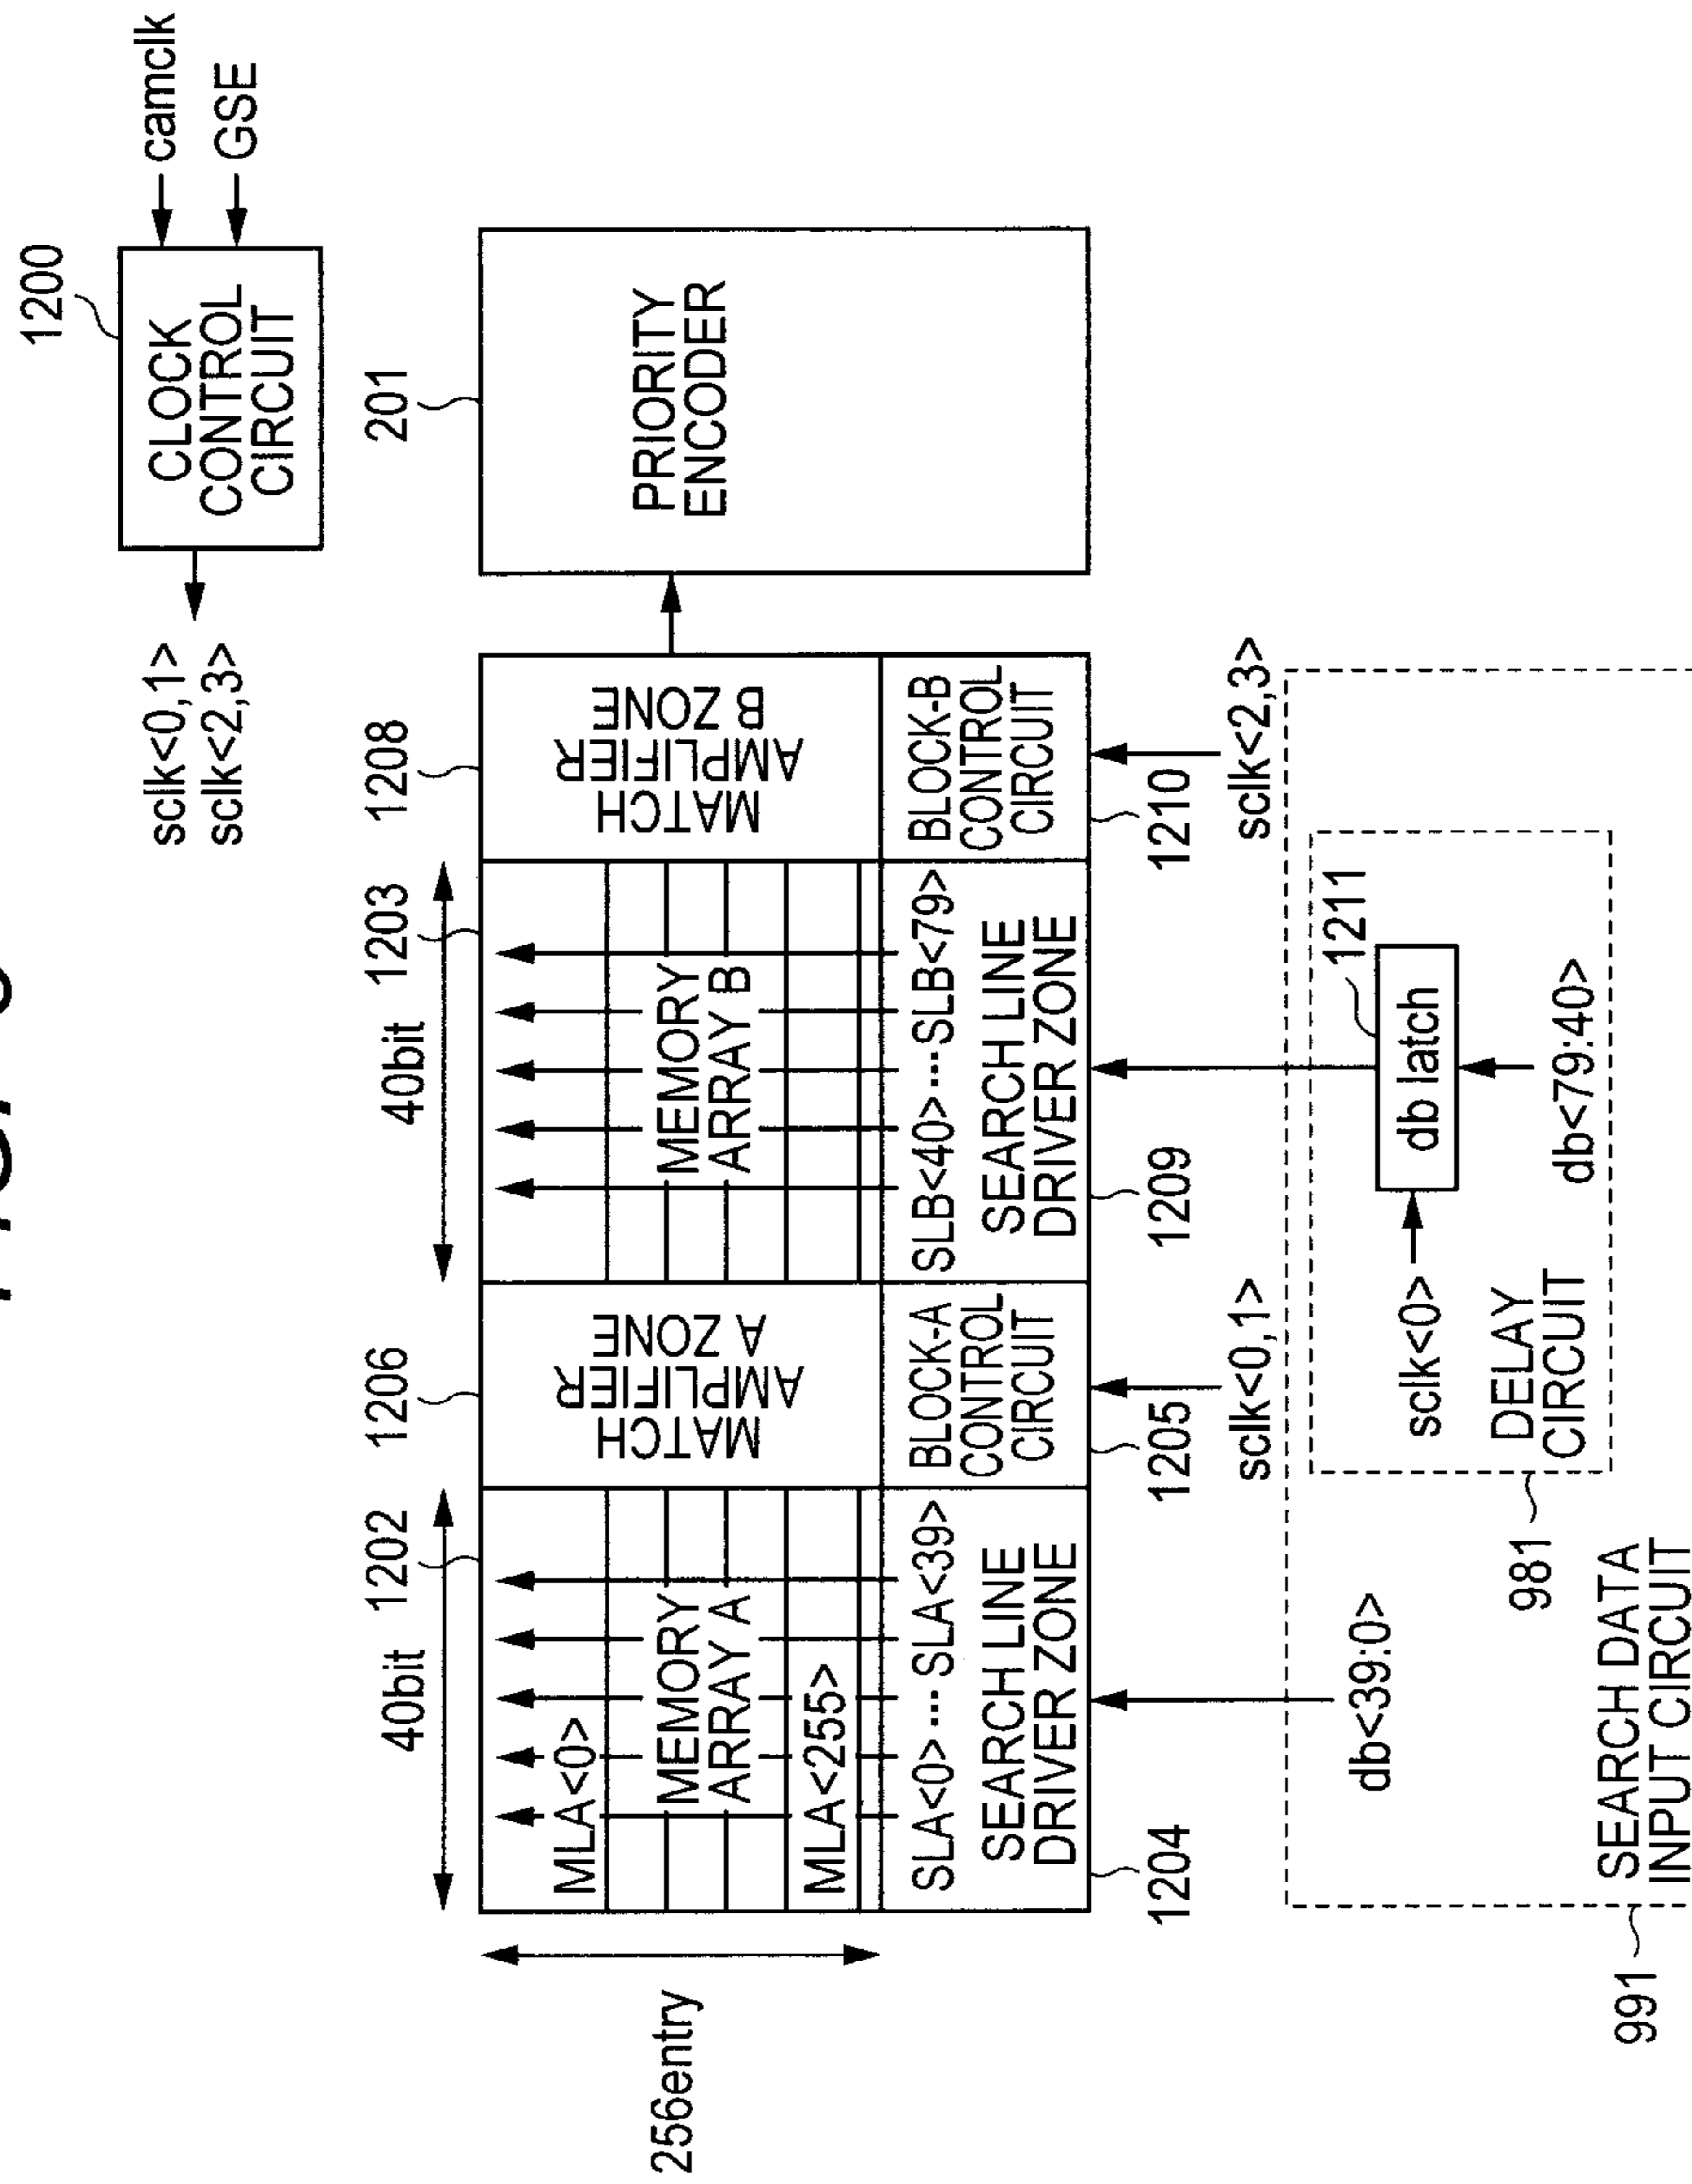 1200
CLOCK
CONTROL
CIRCUIT
camclk
GSE
sclk<0,1>
sclk<2,3>
40bit
1202
1206
40bit
1203
1208
201
256entry
MLA<0>
MEMORY
ARRAY A
MLA<255>
MATCH
AMPLIFIER
A ZONE
MEMORY
ARRAY B
MATCH
AMPLIFIER
B ZONE
PRIORITY
ENCODER
SLA<0> ... SLA<39>
SEARCH LINE
DRIVER ZONE
BLOCK-A
CONTROL
CIRCUIT
SLB<40> ... SLB<79>
SEARCH LINE
DRIVER ZONE
BLOCK-B
CONTROL
CIRCUIT
1204
1205
1209
1210
sclk<0,1>
sclk<2,3>
db<39:0>
sclk<0>
db latch
1211
db<79:40>
DELAY
CIRCUIT
981
SEARCH DATA
INPUT CIRCUIT
991